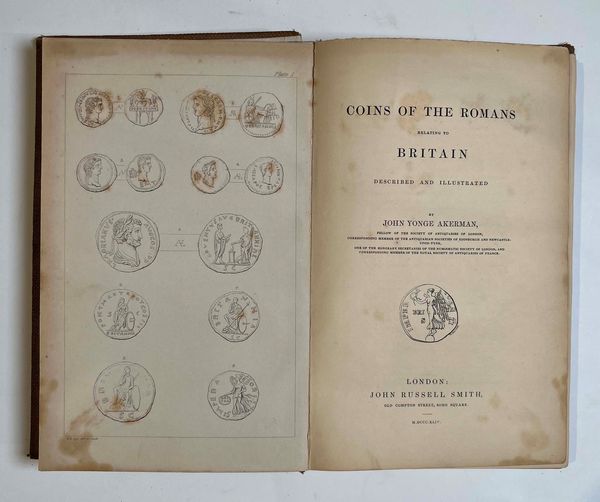 Plate 1
COINS OF THE ROMANS
RELATING TO
BRITAIN
DESCRIBED AND ILLUSTRATED
BY
JOHN YONGE AKERMAN,
FELLOW OF THE SOCIETY OF ANTIQUARIES OF LONDON,
CORRESPONDING MEMBER OF THE ANTIQUARIAN SOCIETIES OF EDINBURGH AND NEWCASTLE-
UPON-TYNE,
ONE OF THE HONORARY SECRETARIES OF THE NUMISMATIC SOCIETY OF LONDON, AND
CORRESPONDING MEMBER OF THE ROYAL SOCIETY OF ANTIQUARIES OF FRANCE.
LONDON:
JOHN RUSSELL SMITH,
OLD COMPTON STREET, SOHO SQUARE.
M.DCCC.XLIV.